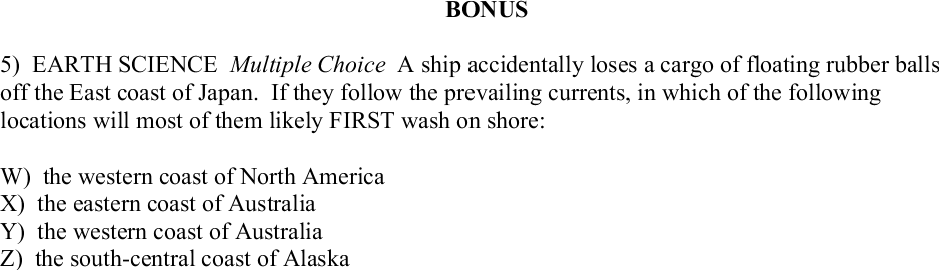 BONUS
5) EARTH SCIENCE Multiple Choice A ship accidentally loses a cargo of floating rubber balls
off the East coast of Japan. If they follow the prevailing currents, in which of the following
locations will most of them likely FIRST wash on shore:
W) the western coast of North America
X) the eastern coast of Australia
Y) the western coast of Australia
Z) the south-central coast of Alaska